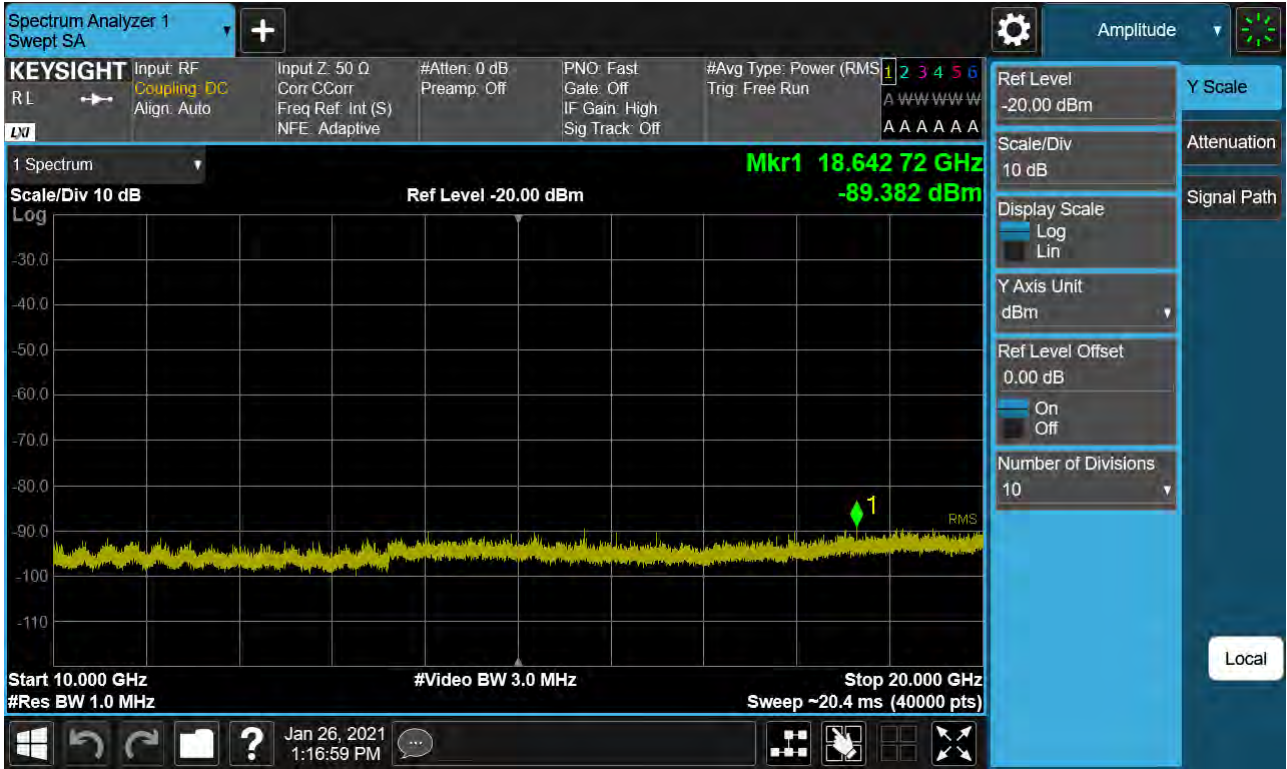 Spectrum Analyzer 1
Swept SA
Amplitude
KEYSIGHT
R L
LXI
Input: RF
Coupling: DC
Align: Auto
Input Z: 50 Ω
Corr CCorr
Freq Ref: Int (S)
NFE: Adaptive
#Atten: 0 dB
Preamp: Off
PNO: Fast
Gate: Off
IF Gain: High
Sig Track: Off
#Avg Type: Power (RMS
Trig: Free Run
1 2 3 4 5 6
A W W W W W
A A A A A A
1 Spectrum
Mkr1 18.642 72 GHz
-89.382 dBm
Scale/Div 10 dB
Ref Level -20.00 dBm
Log
-30.0
-40.0
-50.0
-60.0
-70.0
-80.0
-90.0
-100
-110
1
RMS
Start 10.000 GHz
#Res BW 1.0 MHz
#Video BW 3.0 MHz
Stop 20.000 GHz
Sweep ~20.4 ms (40000 pts)
Ref Level
-20.00 dBm
Scale/Div
10 dB
Display Scale
Log
Lin
Y Axis Unit
dBm
Ref Level Offset
0.00 dB
On
Off
Number of Divisions
10
Y Scale
Attenuation
Signal Path
Local
?
Jan 26, 2021
1:16:59 PM